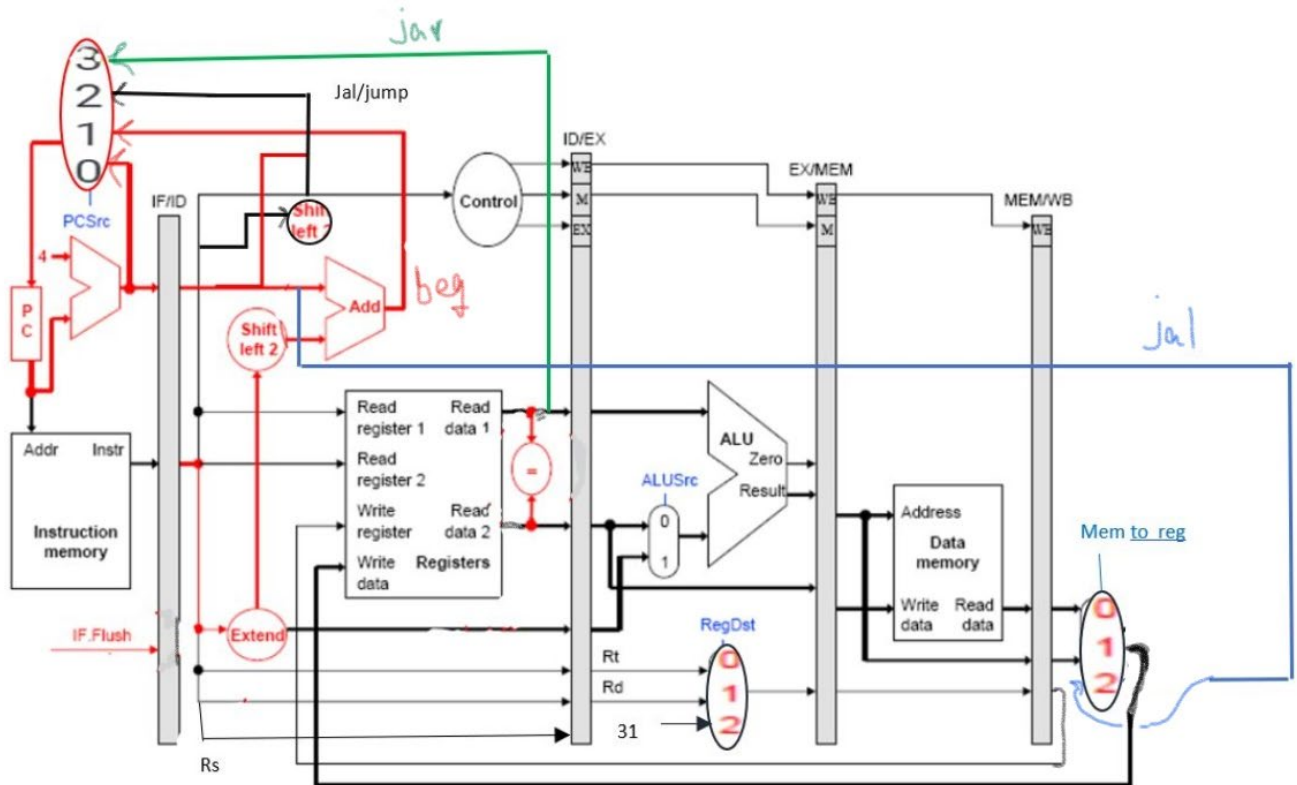 jar
3
2
1
0
Jal/jump
PCSrc
4
P
C
IF/ID
Shift
left 2
Control
ID/EX
WB
M
EX
EX/MEM
WB
M
MEM/WB
WB
Add
beq
Shift
left 2
jal
Addr
Instr
Instruction
memory
Read
register 1
Read
data 1
Read
register 2
Write
register
Read
data 2
Write
data
Registers
=
ALU
Zero
Result
ALUSrc
0
1
Address
Data
memory
Write
data
Read
data
Mem to reg
0
1
2
IF.Flush
Extend
RegDst
0
1
2
Rt
Rd
31
Rs